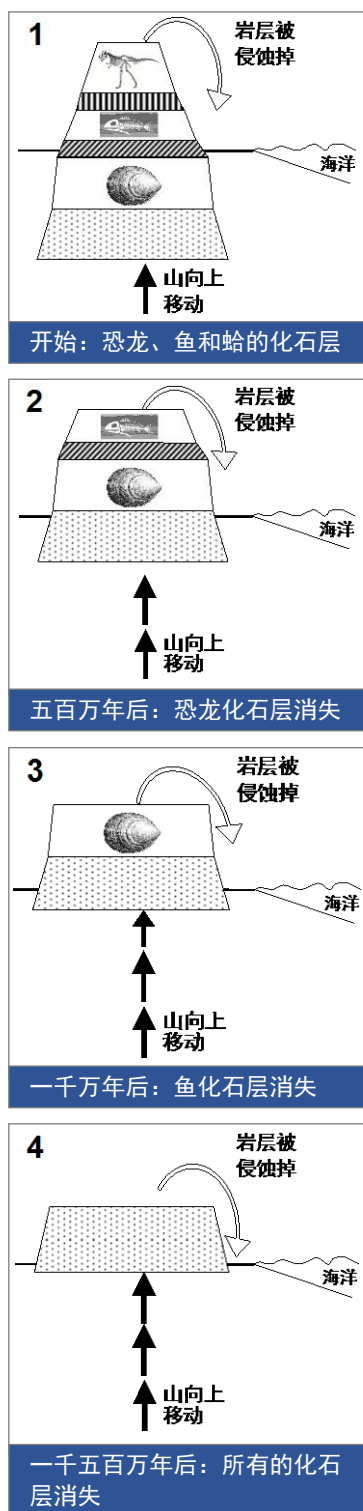 1
岩层被
侵蚀掉
海洋
山向上
移动
开始：恐龙、鱼和蛤的化石层
2
岩层被
侵蚀掉
海洋
山向上
移动
五百万年后：恐龙化石层消失
3
岩层被
侵蚀掉
海洋
山向上
移动
一千万年后：鱼化石层消失
4
岩层被
侵蚀掉
海洋
山向上
移动
一千五百万年后：所有的化石
层消失